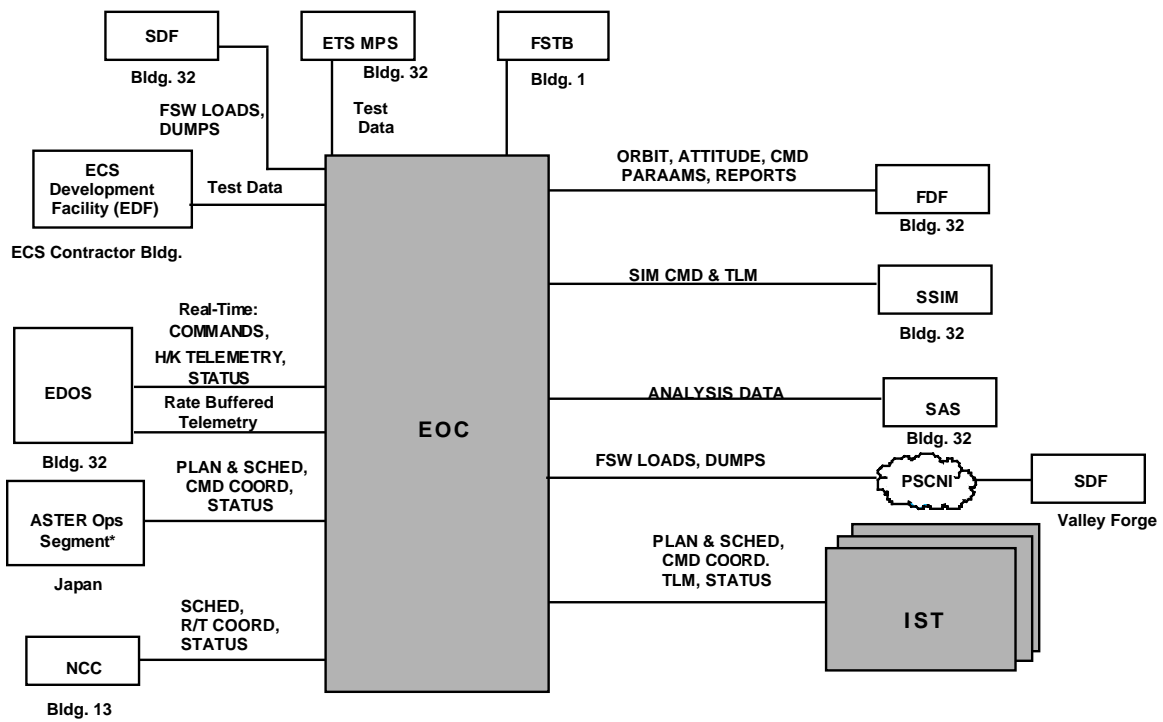 SDF
Bldg. 32
ETS MPS
Bldg. 32
FSTB
Bldg. 1
FSW LOADS,
DUMPS
Test
Data
ECS
Development
Facility (EDF)
Test Data
ECS Contractor Bldg.
ORBIT, ATTITUDE, CMD
PARAAMS, REPORTS
FDF
Bldg. 32
SIM CMD & TLM
SSIM
Bldg. 32
Real-Time:
COMMANDS,
H/K TELEMETRY,
STATUS
Rate Buffered
Telemetry
EDOS
Bldg. 32
EOC
ANALYSIS DATA
SAS
Bldg. 32
FSW LOADS, DUMPS
PSCNI
SDF
Valley Forge
PLAN & SCHED,
CMD COORD,
STATUS
ASTER Ops
Segment*
Japan
PLAN & SCHED,
CMD COORD.
TLM, STATUS
IST
SCHED,
R/T COORD,
STATUS
NCC
Bldg. 13